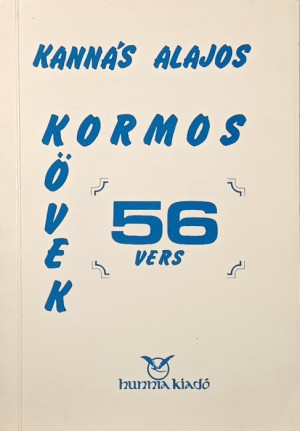 KANNÁS ALAJOS
KORMOS
KÖVEK
56
VERS
hunnia kiadó